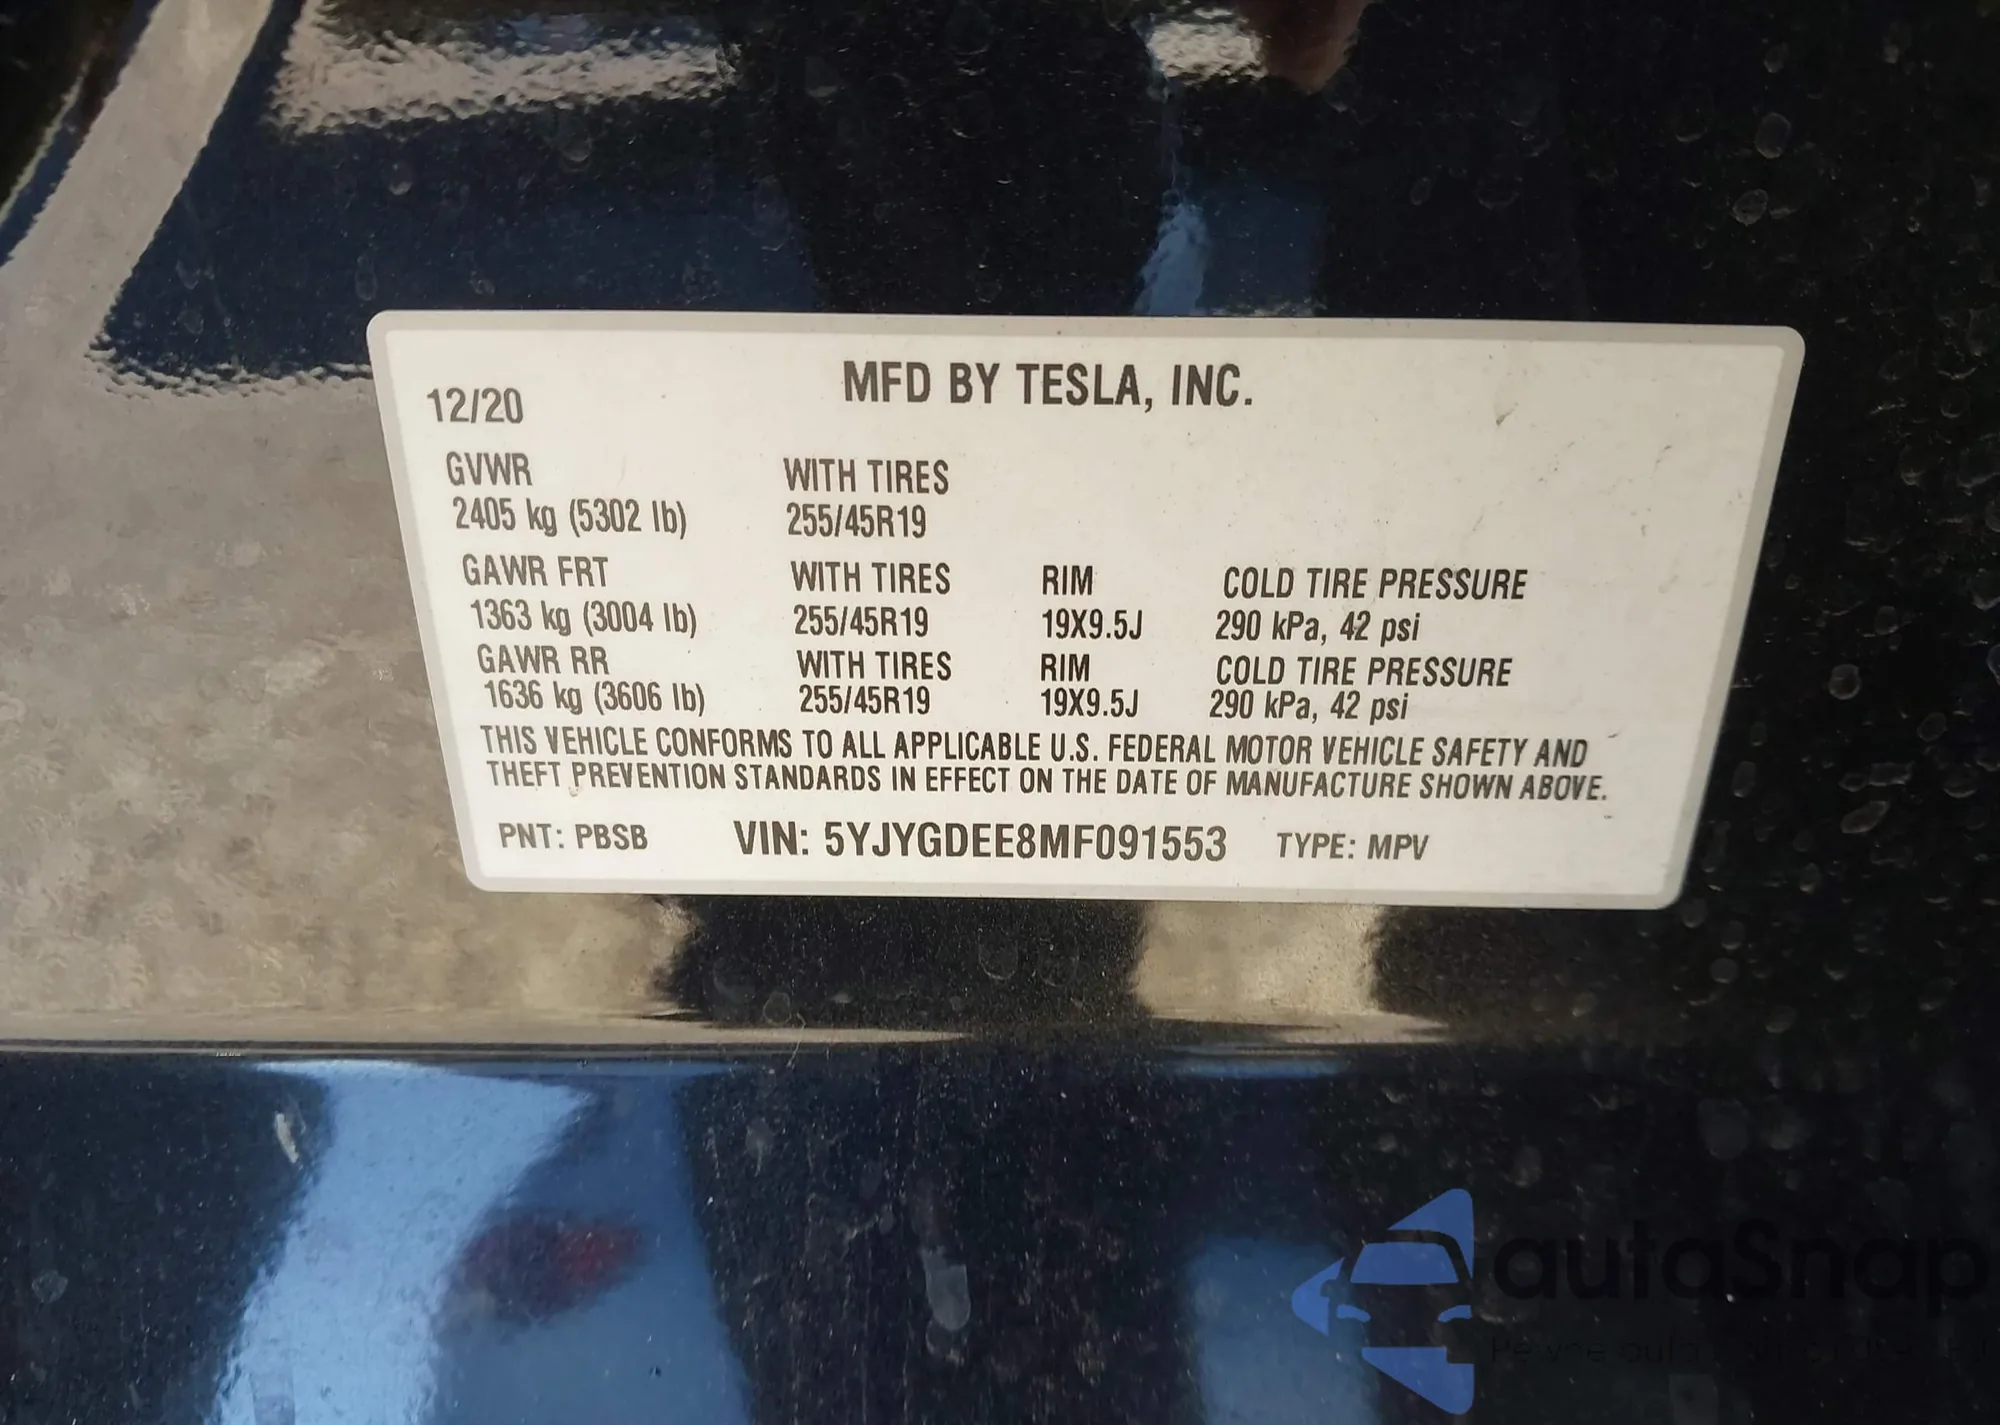 MFD BY TESLA, INC.
12/20
GVWR WITH TIRES
2405 kg (5302 lb) 255/45R19
GAWR FRT WITH TIRES RIM COLD TIRE PRESSURE
1363 kg (3004 lb) 255/45R19 19X9.5J 290 kPa, 42 psi
GAWR RR WITH TIRES RIM COLD TIRE PRESSURE
1636 kg (3606 lb) 255/45R19 19X9.5J 290 kPa, 42 psi
THIS VEHICLE CONFORMS TO ALL APPLICABLE U.S. FEDERAL MOTOR VEHICLE SAFETY AND
THEFT PREVENTION STANDARDS IN EFFECT ON THE DATE OF MANUFACTURE SHOWN ABOVE.
PNT: PBSB VIN: 5YJYGDEE8MF091553 TYPE: MPV
autoSnap